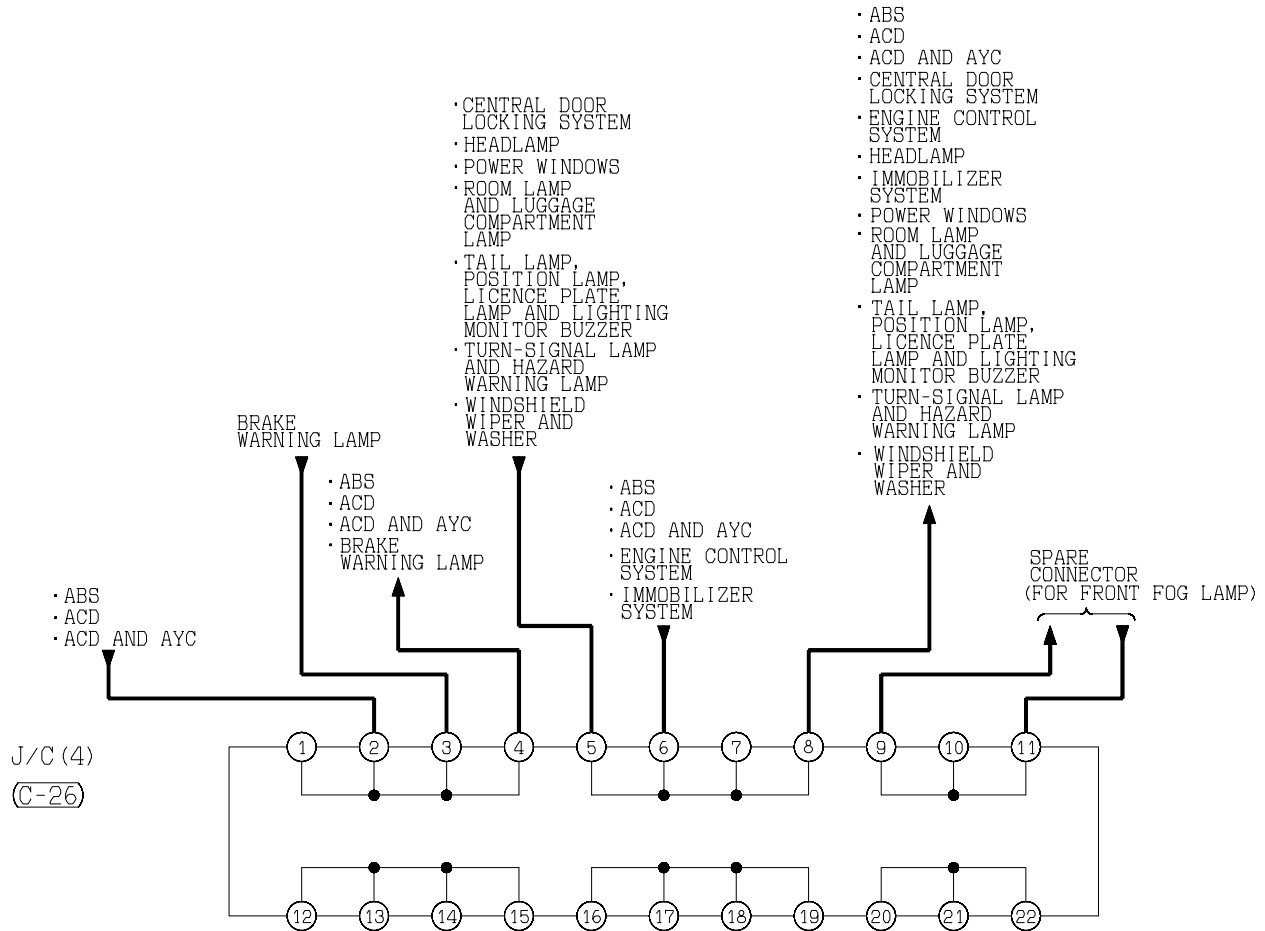 · ABS
· ACD
· ACD AND AYC
· CENTRAL DOOR
LOCKING SYSTEM
· ENGINE CONTROL
SYSTEM
· HEADLAMP
· IMMOBILIZER
SYSTEM
· POWER WINDOWS
· ROOM LAMP
AND LUGGAGE
COMPARTMENT
LAMP
· TAIL LAMP,
POSITION LAMP,
LICENCE PLATE
LAMP AND LIGHTING
MONITOR BUZZER
· TURN-SIGNAL LAMP
AND HAZARD
WARNING LAMP
· WINDSHIELD
WIPER AND
WASHER
· CENTRAL DOOR
LOCKING SYSTEM
· HEADLAMP
· POWER WINDOWS
· ROOM LAMP
AND LUGGAGE
COMPARTMENT
LAMP
· TAIL LAMP,
POSITION LAMP,
LICENCE PLATE
LAMP AND LIGHTING
MONITOR BUZZER
· TURN-SIGNAL LAMP
AND HAZARD
WARNING LAMP
· WINDSHIELD
WIPER AND
WASHER
BRAKE
WARNING LAMP
· ABS
· ACD
· ACD AND AYC
· BRAKE
WARNING LAMP
· ABS
· ACD
· ACD AND AYC
· ENGINE CONTROL
SYSTEM
· IMMOBILIZER
SYSTEM
SPARE
CONNECTOR
(FOR FRONT FOG LAMP)
· ABS
· ACD
· ACD AND AYC
J/C (4)
C-26
1 2 3 4 5 6 7 8 9 10 11
12 13 14 15 16 17 18 19 20 21 22